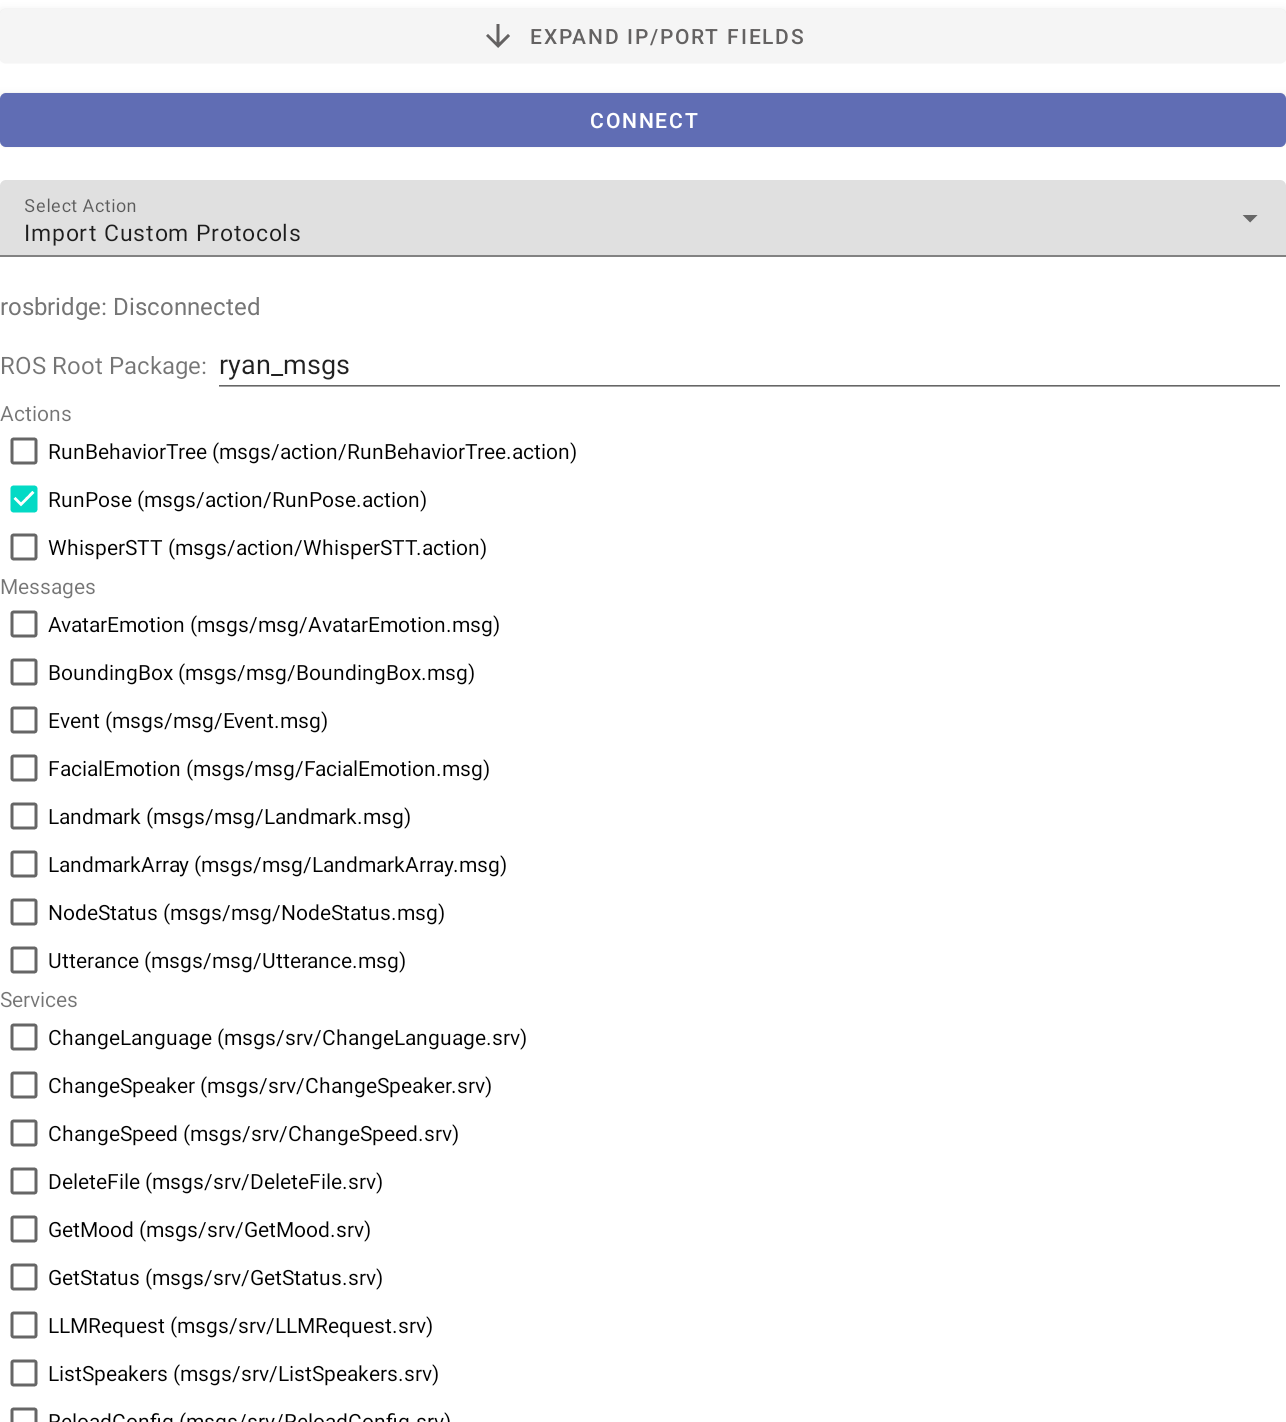 EXPAND IP/PORT FIELDS
CONNECT
Select Action
Import Custom Protocols
rosbridge: Disconnected
ROS Root Package: ryan_msgs
Actions
RunBehaviorTree (msgs/action/RunBehaviorTree.action)
RunPose (msgs/action/RunPose.action)
WhisperSTT (msgs/action/WhisperSTT.action)
Messages
AvatarEmotion (msgs/msg/AvatarEmotion.msg)
BoundingBox (msgs/msg/BoundingBox.msg)
Event (msgs/msg/Event.msg)
FacialEmotion (msgs/msg/FacialEmotion.msg)
Landmark (msgs/msg/Landmark.msg)
LandmarkArray (msgs/msg/LandmarkArray.msg)
NodeStatus (msgs/msg/NodeStatus.msg)
Utterance (msgs/msg/Utterance.msg)
Services
ChangeLanguage (msgs/srv/ChangeLanguage.srv)
ChangeSpeaker (msgs/srv/ChangeSpeaker.srv)
ChangeSpeed (msgs/srv/ChangeSpeed.srv)
DeleteFile (msgs/srv/DeleteFile.srv)
GetMood (msgs/srv/GetMood.srv)
GetStatus (msgs/srv/GetStatus.srv)
LLMRequest (msgs/srv/LLMRequest.srv)
ListSpeakers (msgs/srv/ListSpeakers.srv)
ReloadConfig (msgs/srv/ReloadConfig.srv)